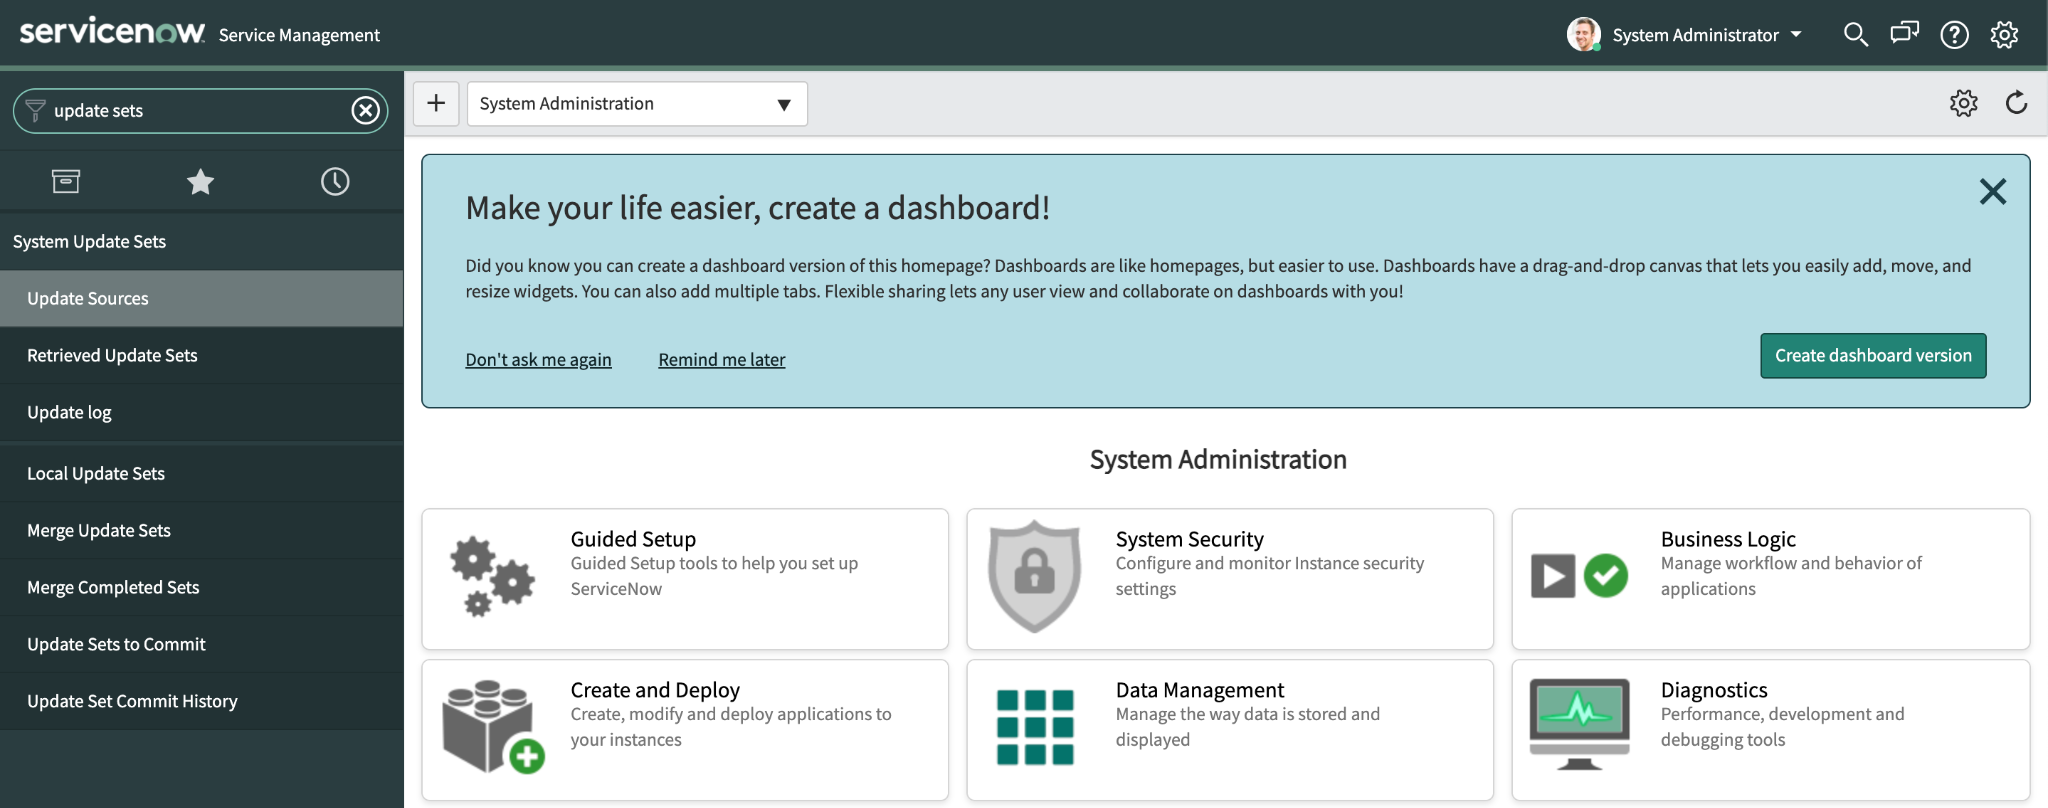 servicenow Service Management
System Administrator
update sets
System Administration
System Update Sets
Update Sources
Retrieved Update Sets
Update log
Local Update Sets
Merge Update Sets
Merge Completed Sets
Update Sets to Commit
Update Set Commit History
Make your life easier, create a dashboard!
Did you know you can create a dashboard version of this homepage? Dashboards are like homepages, but easier to use. Dashboards have a drag-and-drop canvas that lets you easily add, move, and
resize widgets. You can also add multiple tabs. Flexible sharing lets any user view and collaborate on dashboards with you!
Don't ask me again
Remind me later
Create dashboard version
System Administration
Guided Setup
Guided Setup tools to help you set up
ServiceNow
System Security
Configure and monitor Instance security
settings
Business Logic
Manage workflow and behavior of
applications
Create and Deploy
Create, modify and deploy applications to
your instances
Data Management
Manage the way data is stored and
displayed
Diagnostics
Performance, development and
debugging tools